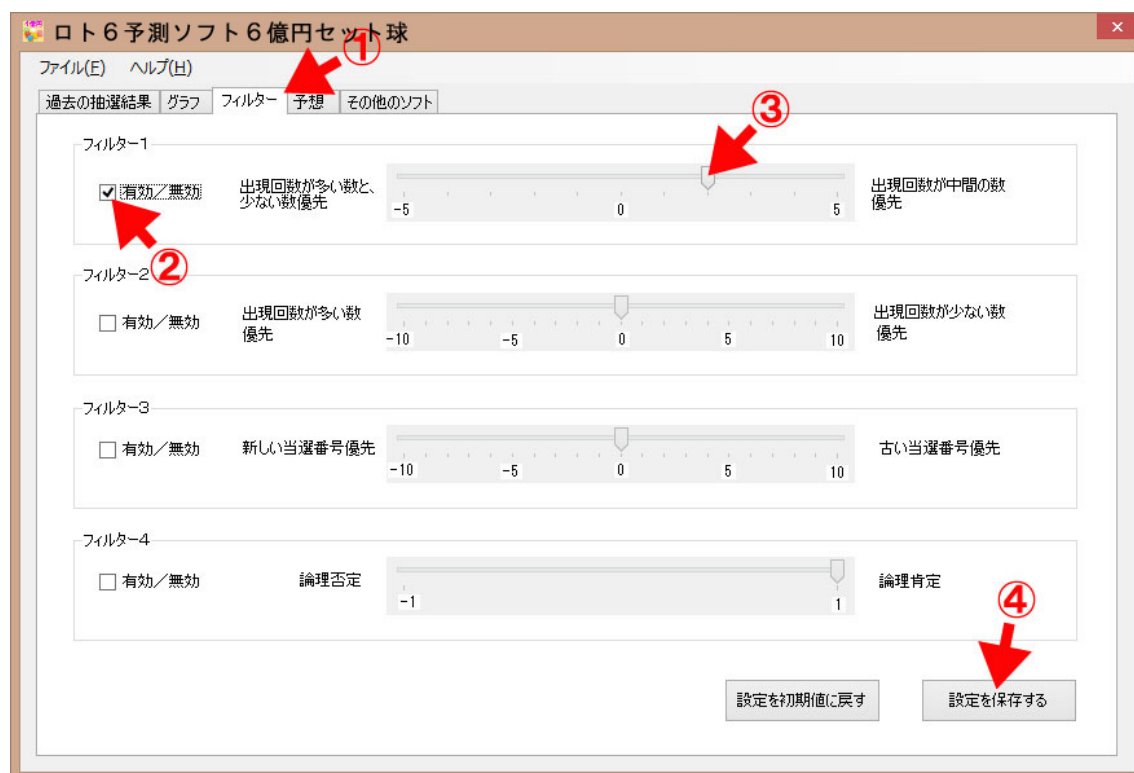 ロト6予測ソフト6億円セット球
×
①
ファイル(F) ヘルプ(H)
過去の抽選結果 グラフ フィルター 予想 その他のソフト
③
フィルター1
有効/無効
出現回数が多い数と、
少ない数優先
-5 0 5
出現回数が中間の数
優先
②
フィルター2
有効/無効
出現回数が多い数
優先
-10 -5 0 5 10
出現回数が少ない数
優先
フィルター3
有効/無効
新しい当選番号優先
-10 -5 0 5 10
古い当選番号優先
フィルター4
有効/無効
論理否定
-1 1
論理肯定
④
設定を初期値に戻す 設定を保存する